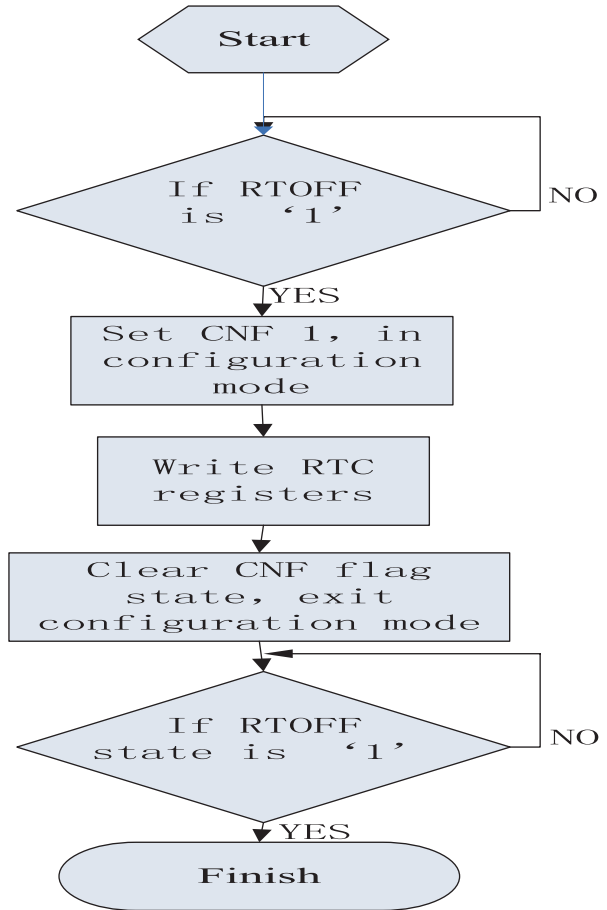 Start
If RTOFF
is ‘1’
NO
YES
Set CNF 1, in
configuration
mode
Write RTC
registers
Clear CNF flag
state, exit
configuration mode
If RTOFF
state is ‘1’
NO
YES
Finish